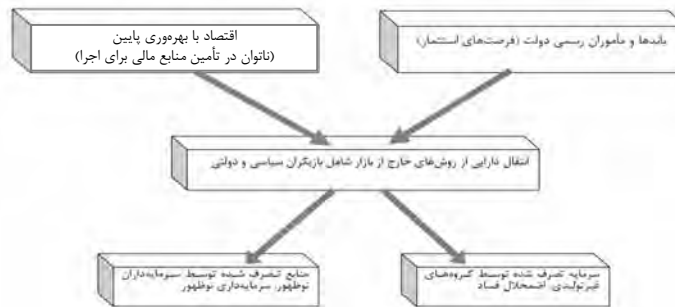 باندها و مأموران رسمی دولت (فرصت‌های استثمار)
اقتصاد با بهره‌وری پایین
(ناتوان در تأمین منابع مالی برای اجرا)
انتقال دارایی از روش‌های خارج از بازار شامل بازیگران سیاسی و دولتی
سرمایه تصرف شده توسط گروه‌های
غیرتولیدی، اضمحلال فساد
منابع تصرف شده توسط سرمایه‌داران
نوظهور، سرمایه‌داری نوظهور